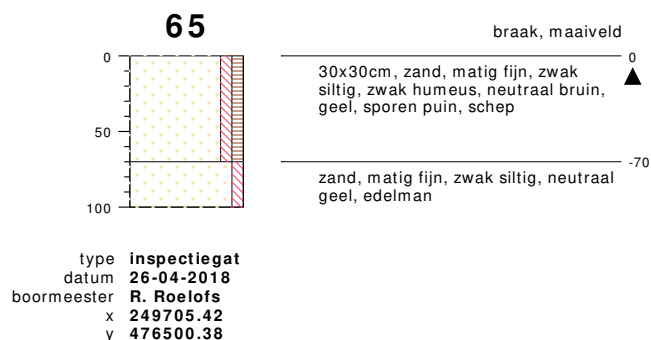 65
braak, maaiveld
0
0
30x30cm, zand, matig fijn, zwak
siltig, zwak humeus, neutraal bruin,
geel, sporen puin, schep
50
-70
zand, matig fijn, zwak siltig, neutraal
geel, edelman
100
type inspectiegat
datum 26-04-2018
boormeester R. Roelofs
x 249705.42
y 476500.38